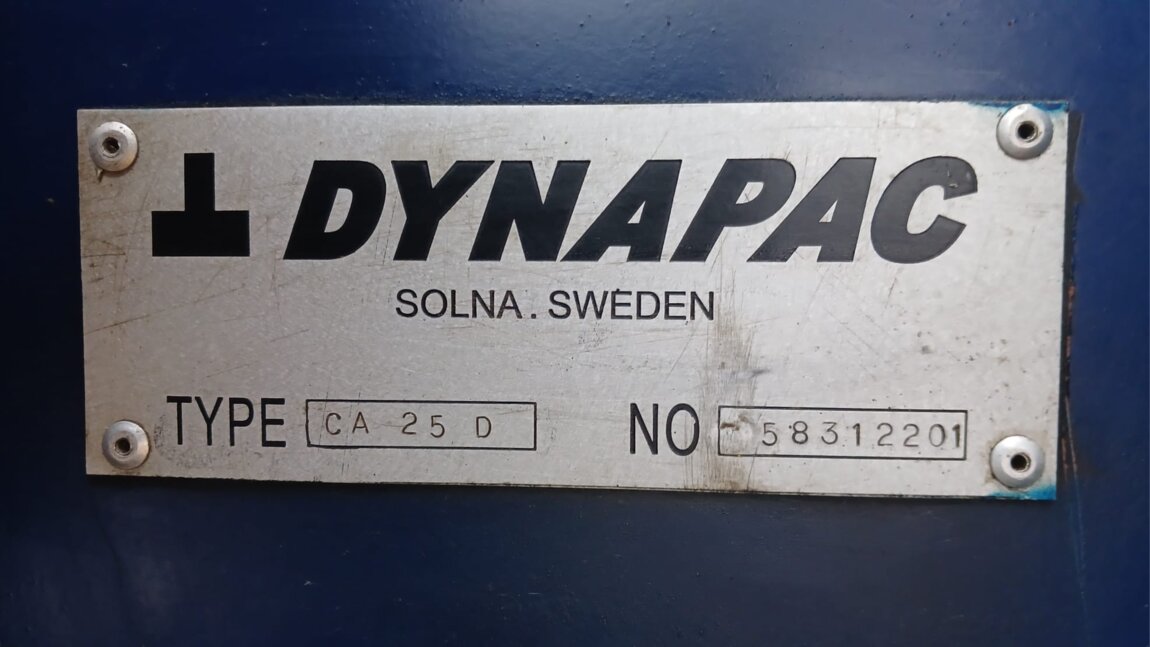 DYNAPAC
SOLNA . SWEDEN
TYPE CA 25 D NO 58312201